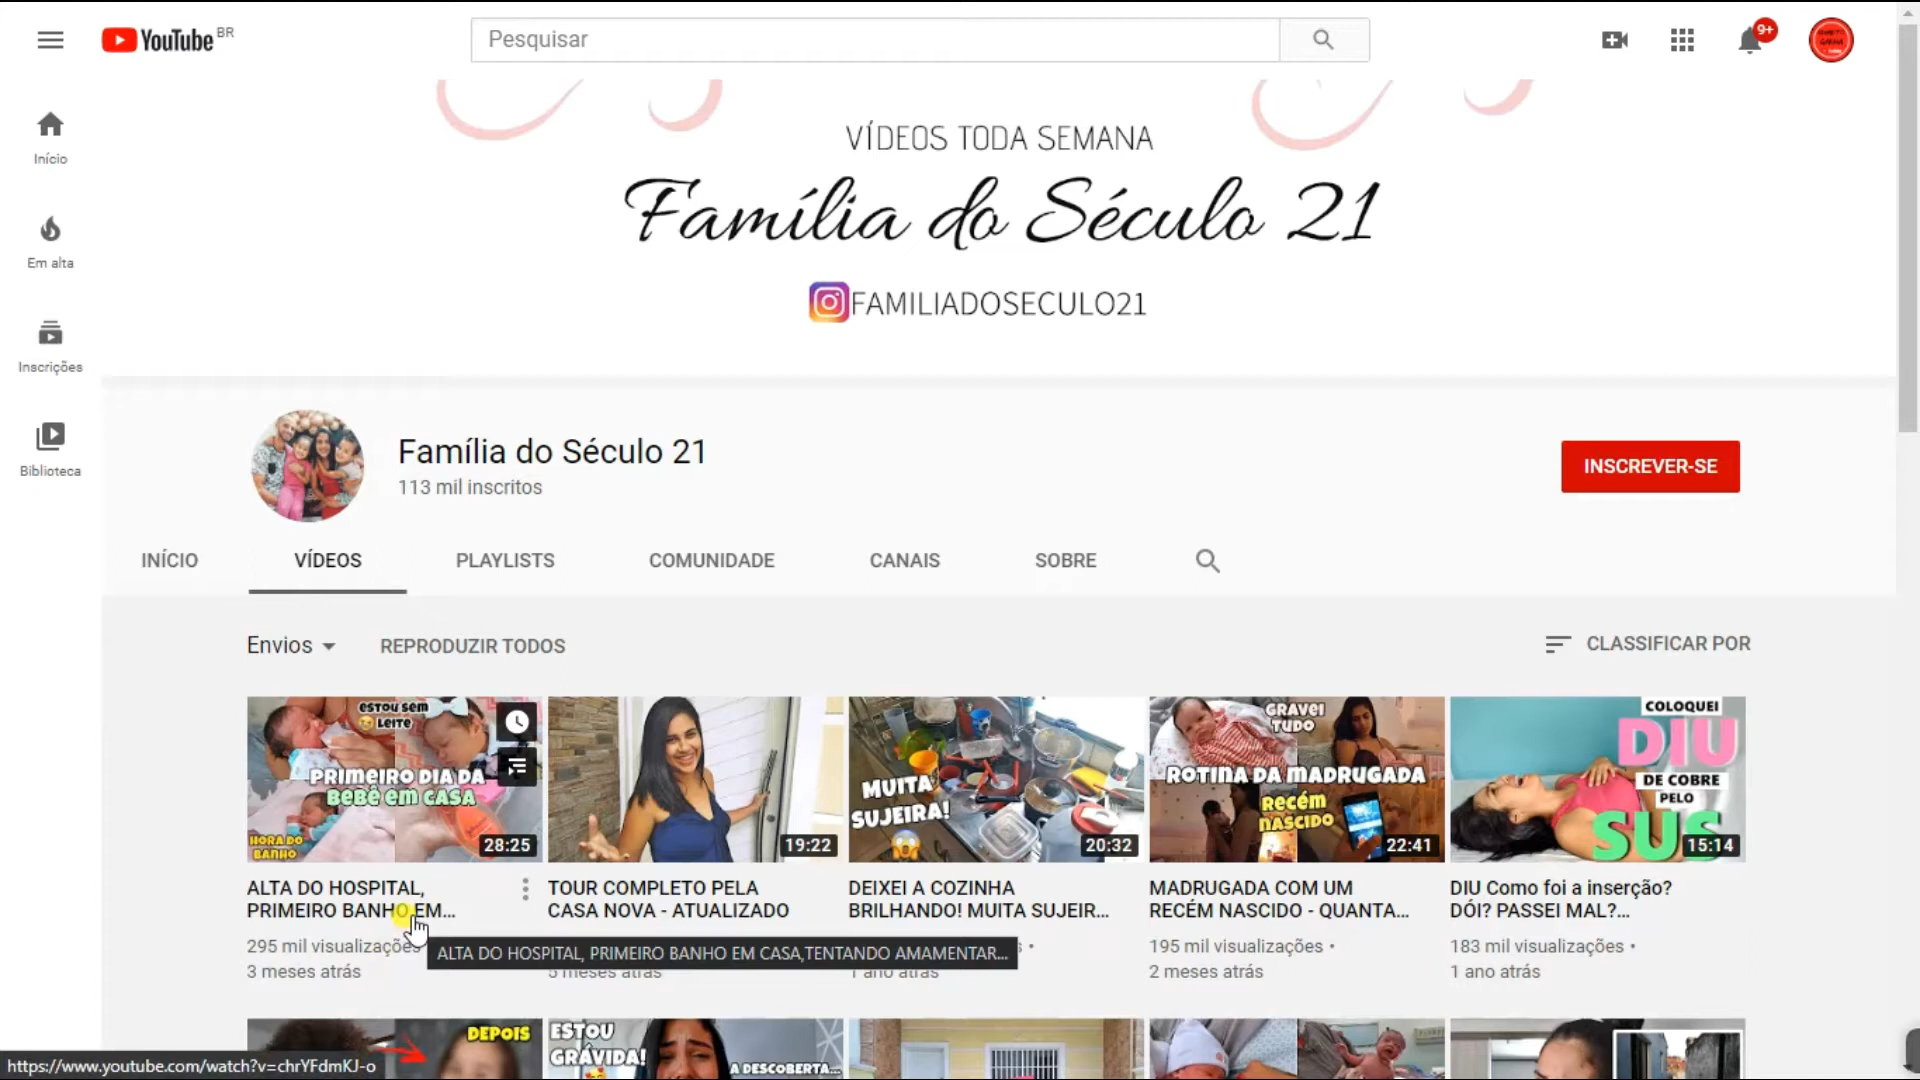 YouTube BR
Pesquisar
9+
Início
Em alta
Inscrições
Biblioteca
VÍDEOS TODA SEMANA
Família do Século 21
FAMILIADOSECULO21
Família do Século 21
113 mil inscritos
INSCREVER-SE
INÍCIO
VÍDEOS
PLAYLISTS
COMUNIDADE
CANAIS
SOBRE
Envios
REPRODUZIR TODOS
CLASSIFICAR POR
ESTOU SEM
LEITE
PRIMEIRO DIA DA
BEBÊ EM CASA
HORA DO
BANHO
28:25
ALTA DO HOSPITAL,
PRIMEIRO BANHO EM...
295 mil visualizações
3 meses atrás
19:22
TOUR COMPLETO PELA
CASA NOVA - ATUALIZADO
5 meses atrás
MUITA
SUJEIRA!
20:32
DEIXEI A COZINHA
BRILHANDO! MUITA SUJEIR...
1 ano atrás
GRAVEI
TUDO
ROTINA DA MADRUGADA
RECÉM
NASCIDO
22:41
MADRUGADA COM UM
RECÉM NASCIDO - QUANTA...
195 mil visualizações •
2 meses atrás
COLOQUEI
DIU
DE COBRE
PELO
SUS
15:14
DIU Como foi a inserção?
DÓI? PASSEI MAL?...
183 mil visualizações •
1 ano atrás
ALTA DO HOSPITAL, PRIMEIRO BANHO EM CASA,TENTANDO AMAMENTAR...
DEPOIS
ESTOU
GRÁVIDA!
A DESCOBERTA...
https://www.youtube.com/watch?v=chrYFdmKJ-o